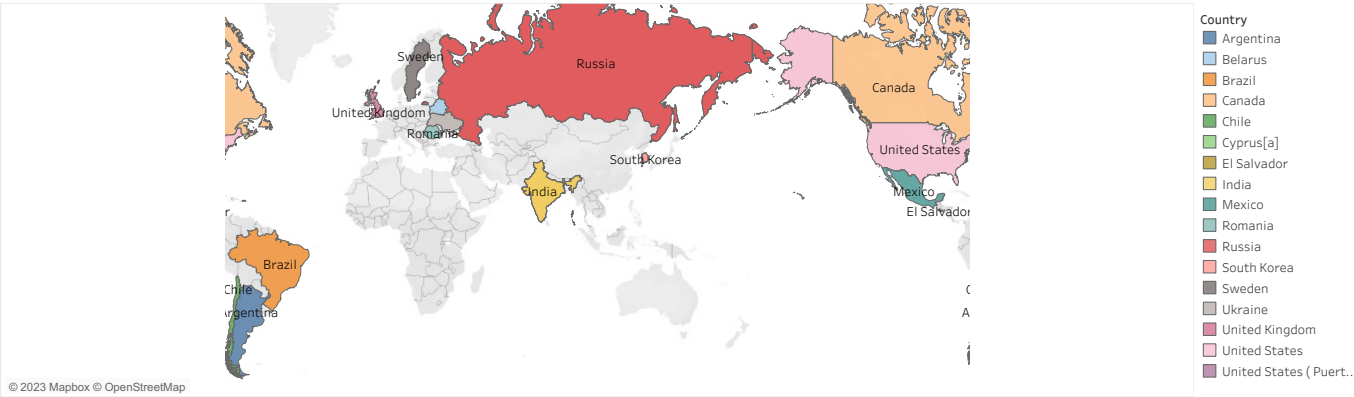 Sweden
Russia
Canada
United Kingdom
Romania
United States
South Korea
India
Mexico
El Salvador
r
Brazil
Chile
Argentina
C
A
© 2023 Mapbox © OpenStreetMap
Country
Argentina
Belarus
Brazil
Canada
Chile
Cyprus[a]
El Salvador
India
Mexico
Romania
Russia
South Korea
Sweden
Ukraine
United Kingdom
United States
United States ( Puert..